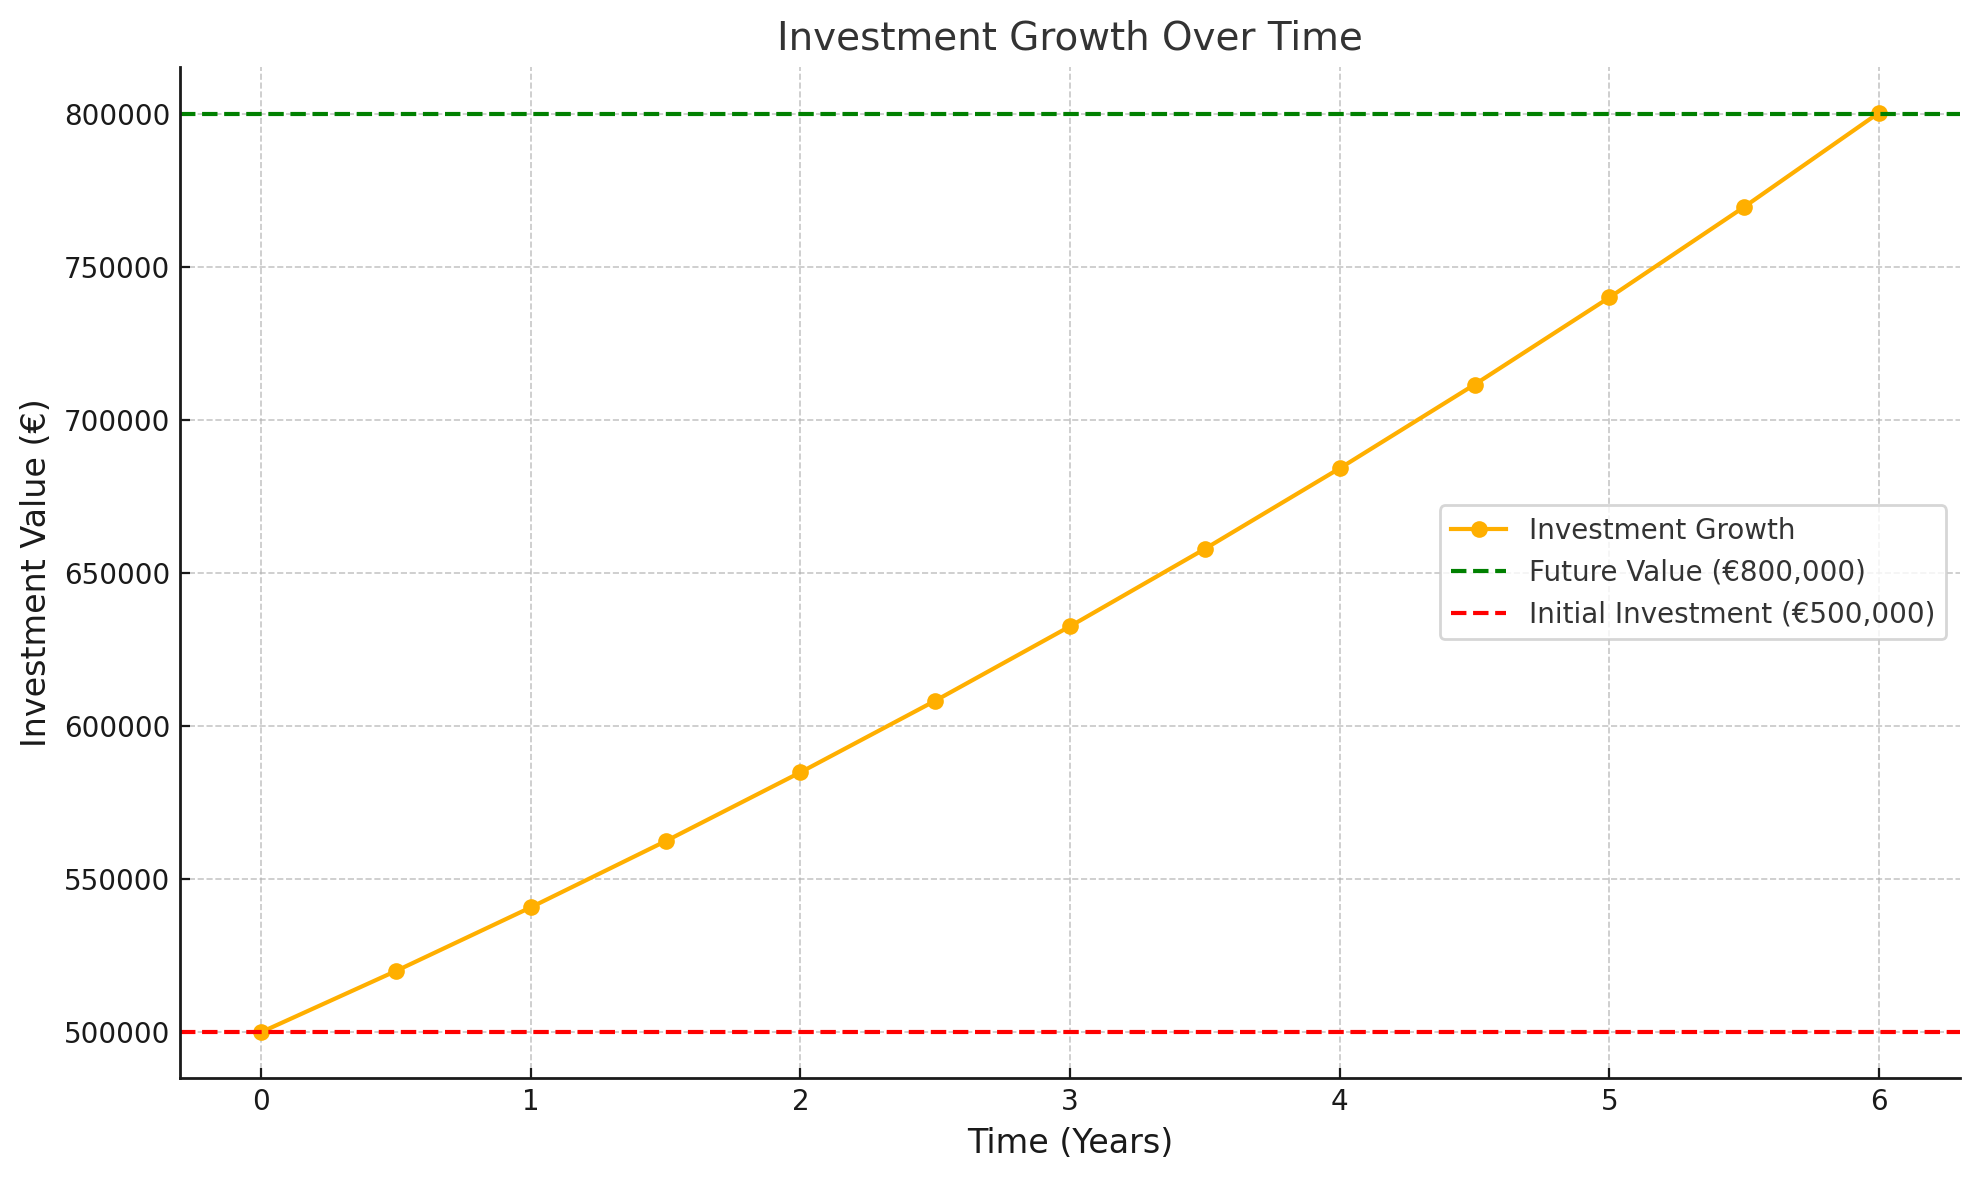 Investment Growth Over Time
Investment Value (€)
800000
750000
700000
650000
600000
550000
500000
Investment Growth
Future Value (€800,000)
Initial Investment (€500,000)
0 1 2 3 4 5 6
Time (Years)